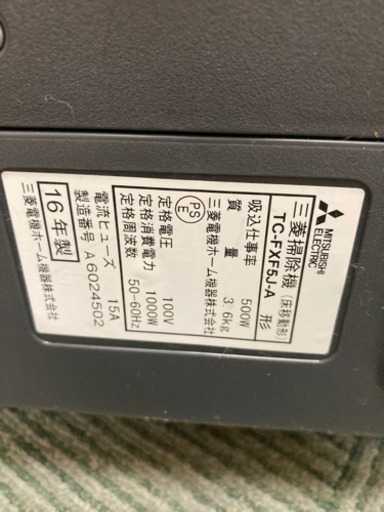 MITSUBISHI
ELECTRIC
三菱掃除機(床移動形)
TC-FXF5J-A 形
吸込仕事率 500W
質量 3.6kg
三菱電機ホーム機器株式会社
PS
E
定格電圧 100V
定格消費電力 1000W
定格周波数 50-60Hz
電流ヒューズ 15A
製造番号 A6024502
16年製
三菱電機ホーム機器株式会社